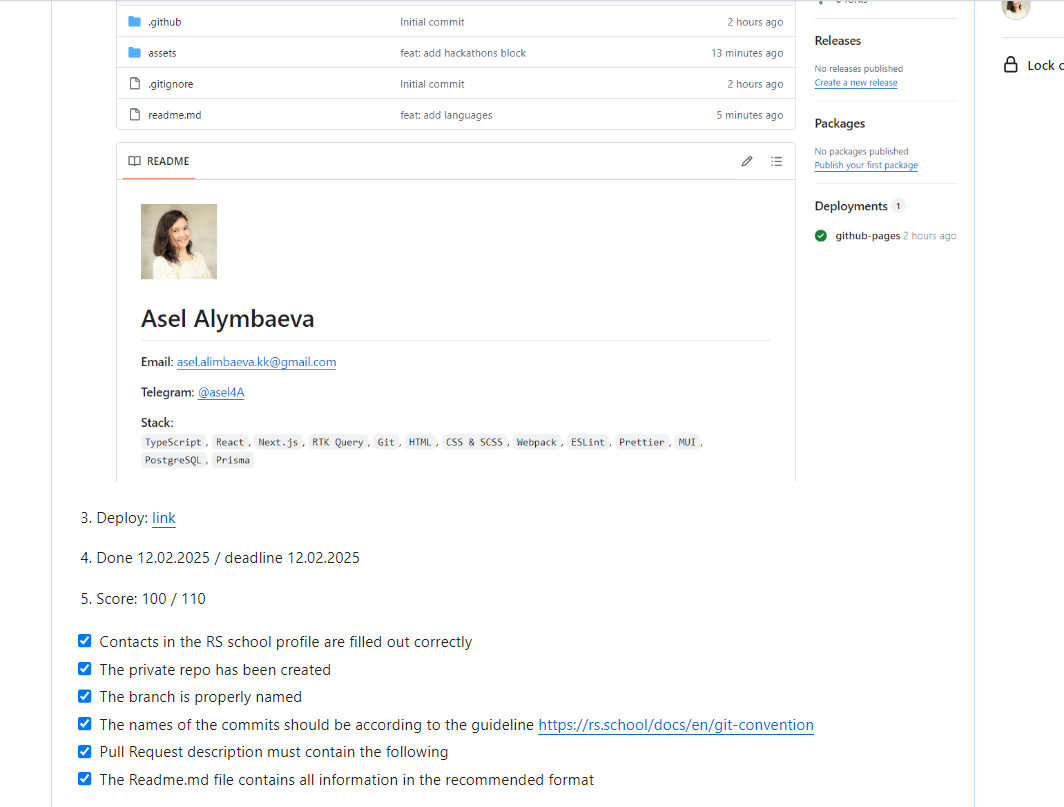 0 forks
.github Initial commit 2 hours ago
assets feat: add hackathons block 13 minutes ago
.gitignore Initial commit 2 hours ago
readme.md feat: add languages 5 minutes ago
README
Asel Alymbaeva
Email: asel.alimbaeva.kk@gmail.com
Telegram: @asel4A
Stack:
TypeScript, React, Next.js, RTK Query, Git, HTML, CSS & SCSS, Webpack, ESLint, Prettier, MUI,
PostgreSQL, Prisma
Releases
No releases published
Create a new release
Packages
No packages published
Publish your first package
Deployments 1
github-pages 2 hours ago
Lock c
3. Deploy: link
4. Done 12.02.2025 / deadline 12.02.2025
5. Score: 100 / 110
Contacts in the RS school profile are filled out correctly
The private repo has been created
The branch is properly named
The names of the commits should be according to the guideline https://rs.school/docs/en/git-convention
Pull Request description must contain the following
The Readme.md file contains all information in the recommended format